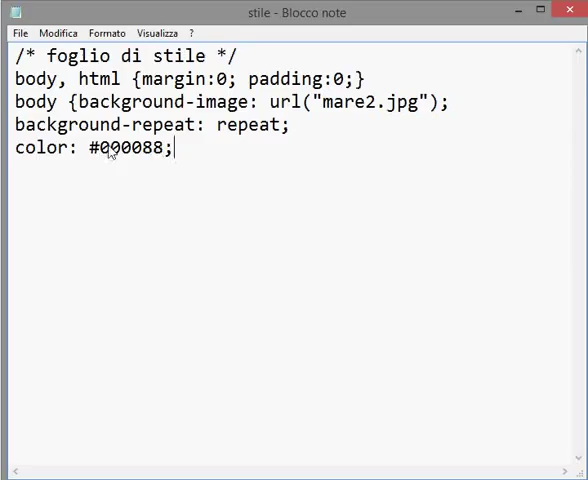 stile - Blocco note
File Modifica Formato Visualizza ?
/* foglio di stile */
body, html {margin:0; padding:0;}
body {background-image: url("mare2.jpg");
background-repeat: repeat;
color: #090088;